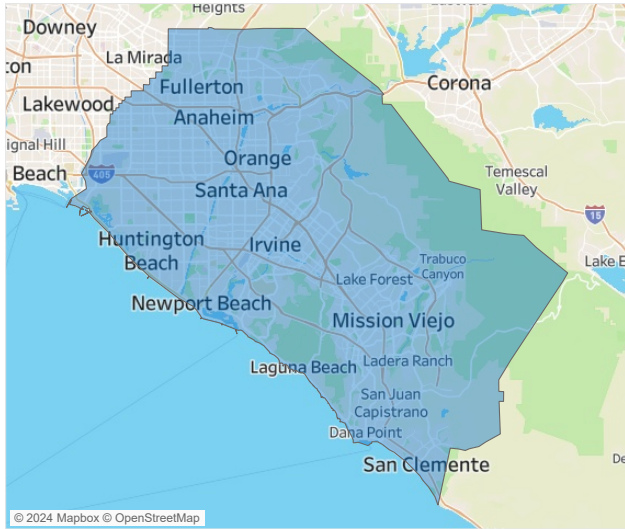 Heights
Downey
La Mirada
ton
Fullerton
Corona
Lakewood
Anaheim
ignal Hill
Orange
Beach
405
Temescal
Valley
Santa Ana
15
Huntington
Beach
Irvine
Trabuco
Canyon
Lake E
Lake Forest
Newport Beach
Mission Viejo
Laguna Beach
Ladera Ranch
San Juan
Capistrano
Dana Point
San Clemente
De
© 2024 Mapbox © OpenStreetMap